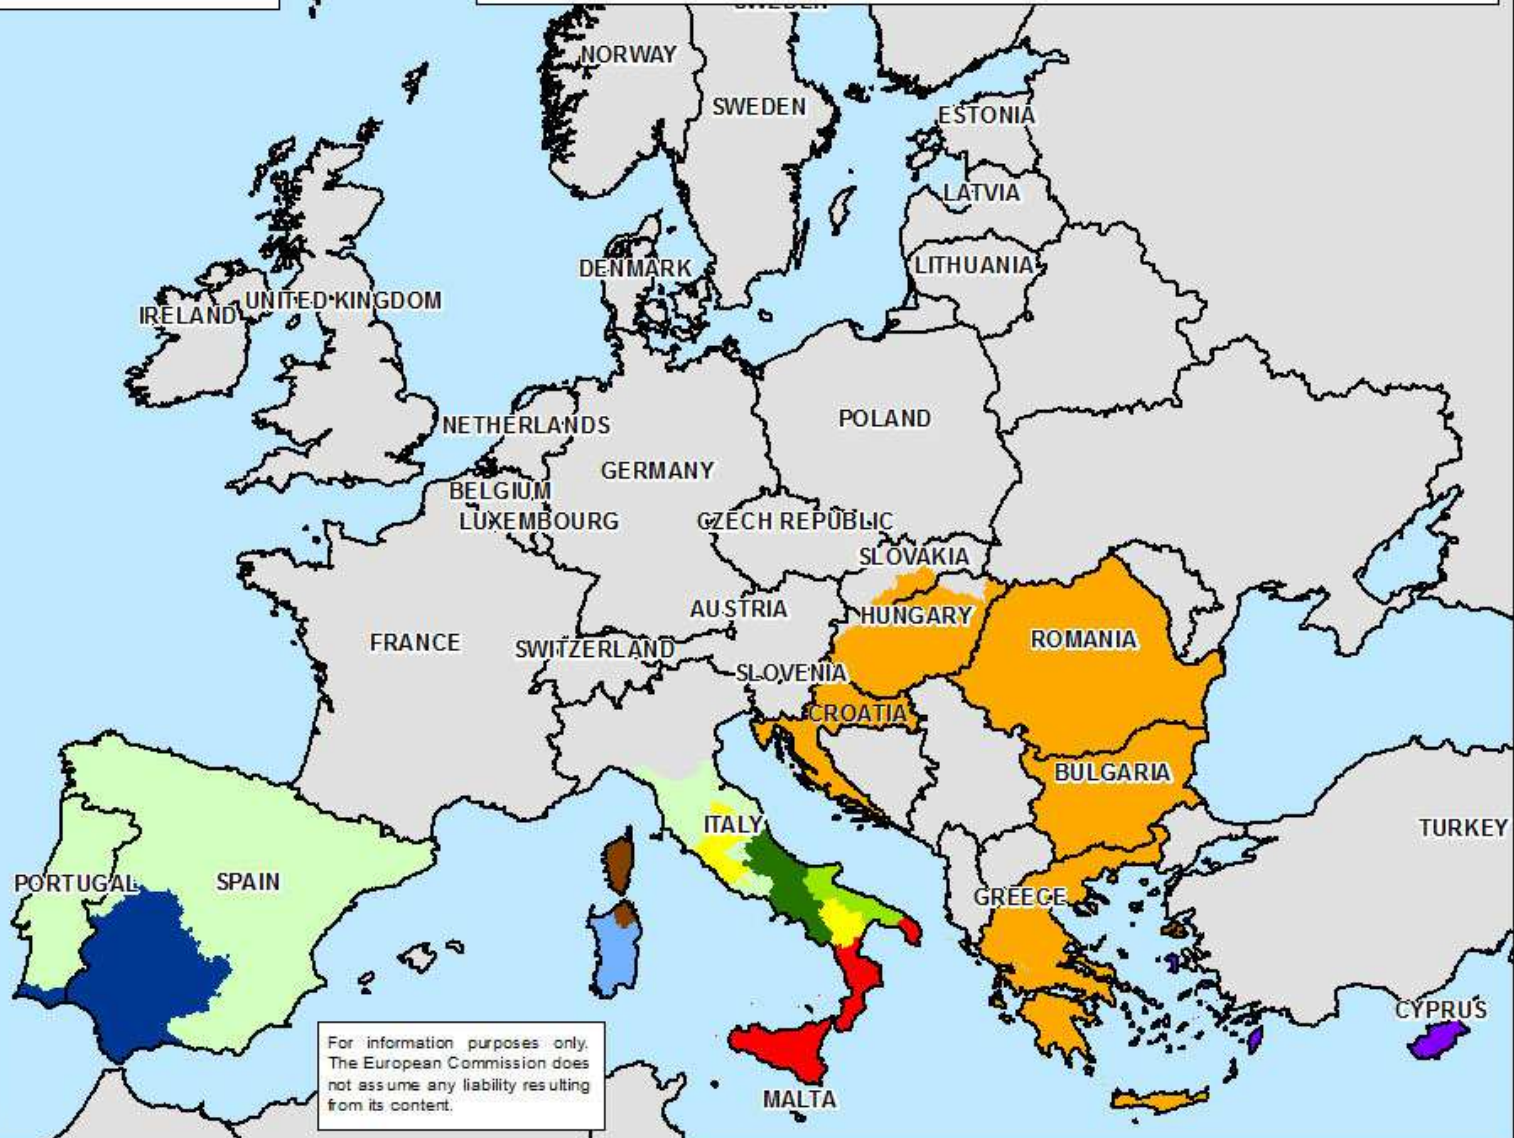 SWEDEN
NORWAY
SWEDEN
ESTONIA
LATVIA
LITHUANIA
DENMARK
UNITED KINGDOM
IRELAND
NETHERLANDS
POLAND
GERMANY
BELGIUM
LUXEMBOURG
CZECH REPUBLIC
SLOVAKIA
AUSTRIA
HUNGARY
FRANCE
SWITZERLAND
ROMANIA
SLOVENIA
CROATIA
BULGARIA
ITALY
TURKEY
PORTUGAL
SPAIN
GREECE
CYPRUS
For information purposes only.
The European Commission does
not assume any liability resulting
from its content.
MALTA